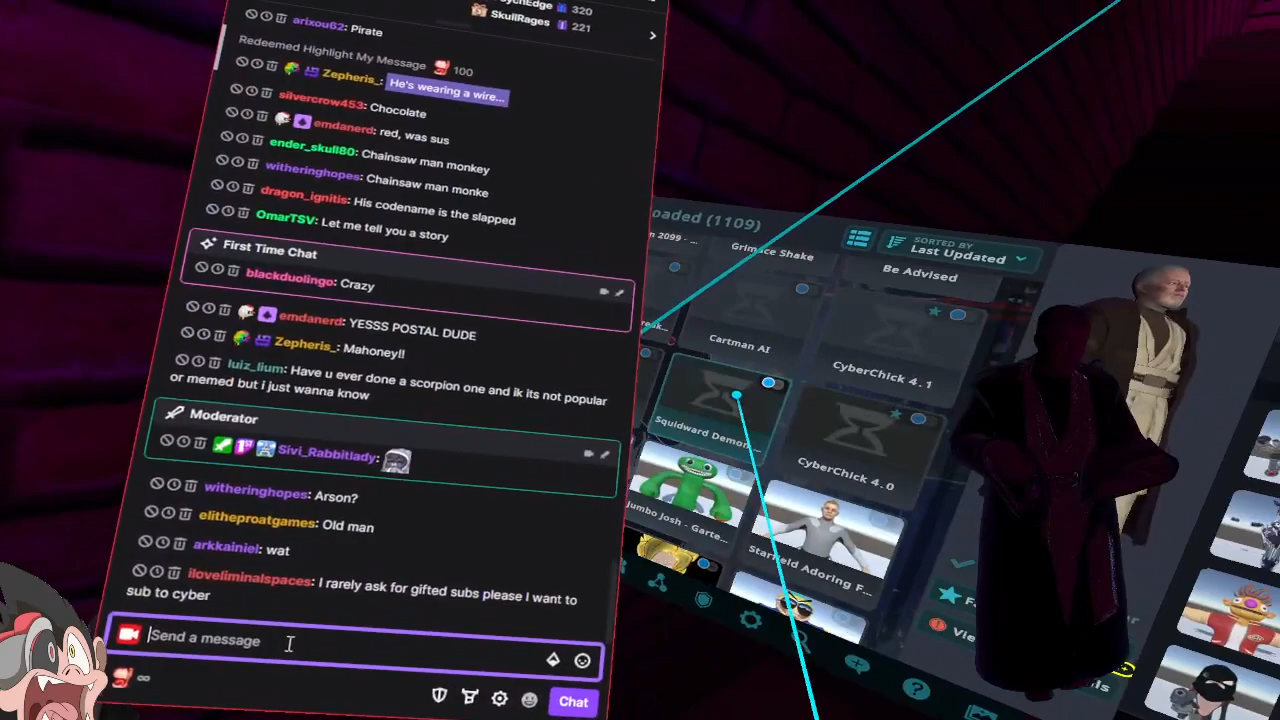 320
SkullRages 221
arixou62: Pirate
Redeemed Highlight My Message 100
Zepheris_: He's wearing a wire...
silvercrow453: Chocolate
emdanerd: red, was sus
ender_skull80: Chainsaw man monkey
witheringhopes: Chainsaw man monke
dragon_ignitis: His codename is the slapped
OmarTSV: Let me tell you a story
First Time Chat
blackduolingo: Crazy
emdanerd: YESSS POSTAL DUDE
Zepheris_: Mahoney!!
luiz_lium: Have u ever done a scorpion one and ik its not popular
or memed but i just wanna know
Moderator
Sivi_Rabbitlady:
witheringhopes: Arson?
elitheproatgames: Old man
arkkainiei: wat
iloveliminalspaces: I rarely ask for gifted subs please I want to
sub to cyber
Send a message
∞
Chat
oaded (1109)
SORTED BY
Last Updated
n 2099 - ...
Grimace Shake
Be Advised
Cartman AI
CyberChick 4.1
Squidward Demon...
CyberChick 4.0
Jumbo Josh - Garte...
Starfield Adoring F...
Vie
ls